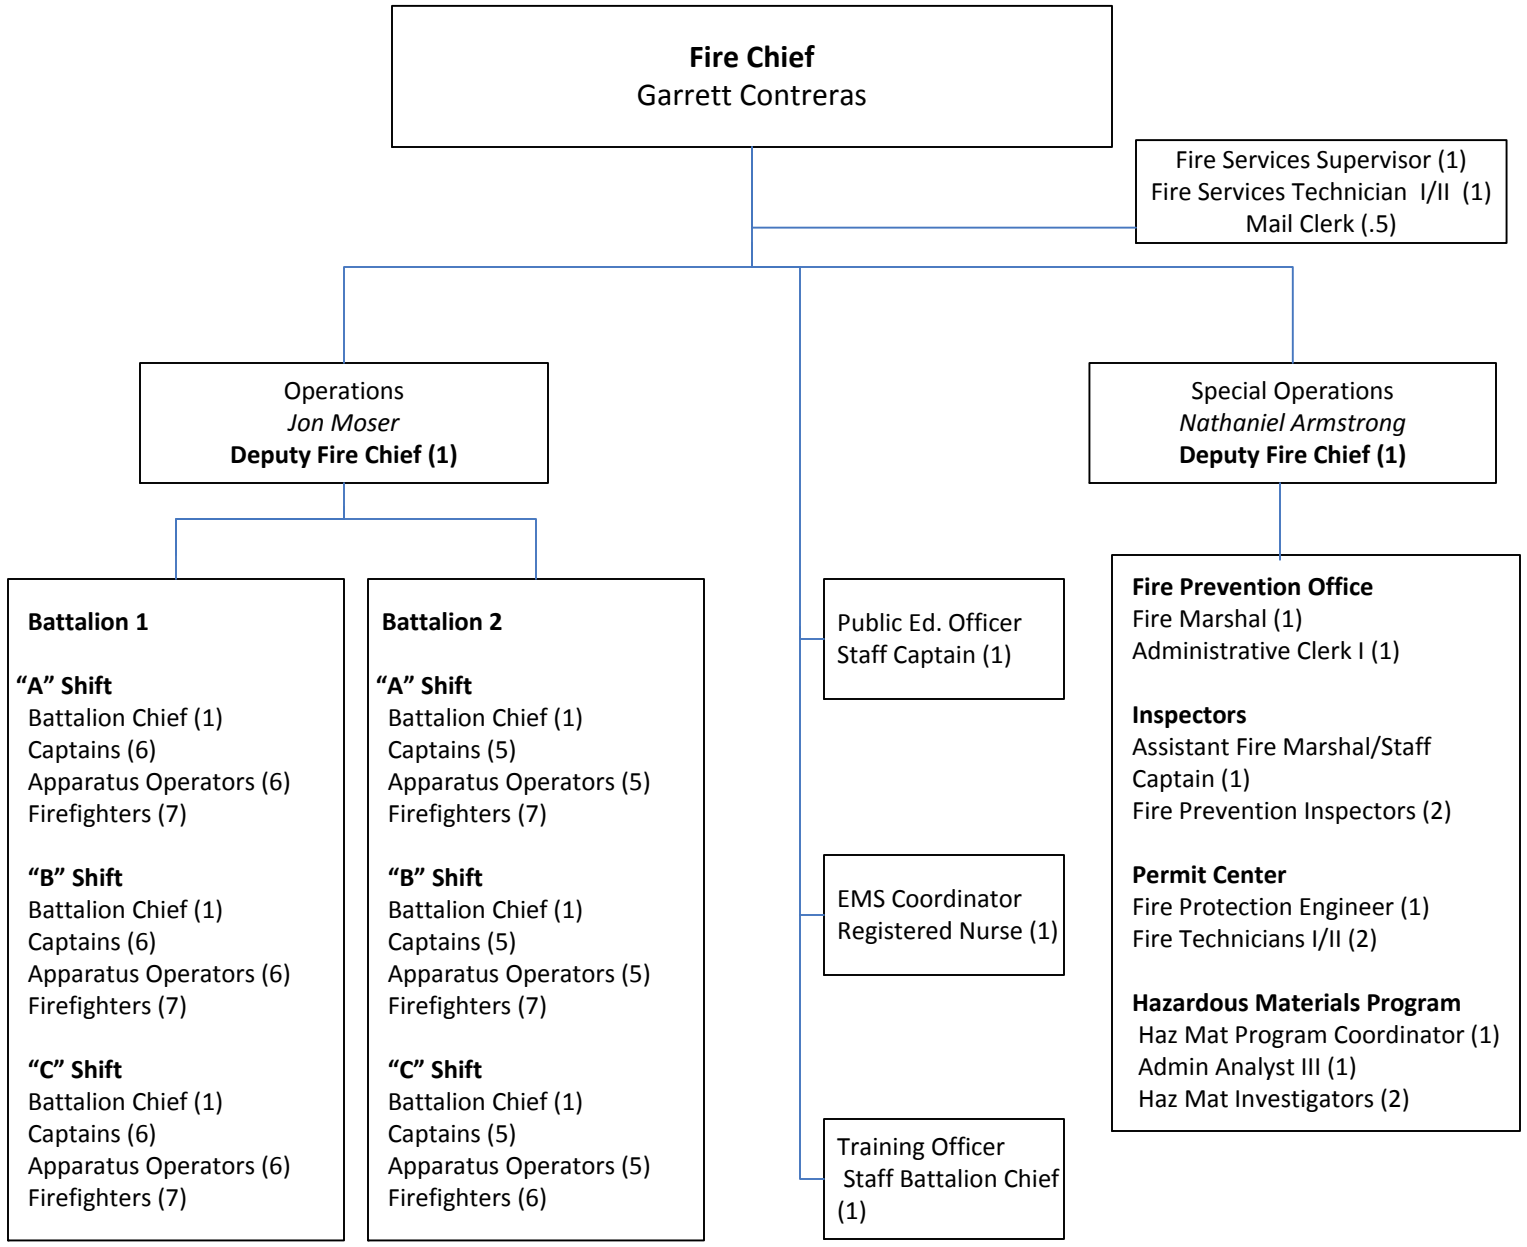 Fire Chief
Garrett Contreras
Fire Services Supervisor (1)
Fire Services Technician  I/II  (1)
Mail Clerk (.5)
Operations
Jon Moser
Deputy Fire Chief (1)
Special Operations
Nathaniel Armstrong
Deputy Fire Chief (1)
Battalion 1
“A” Shift
Battalion Chief (1)
Captains (6)
Apparatus Operators (6)
Firefighters (7)
“B” Shift
Battalion Chief (1)
Captains (6)
Apparatus Operators (6)
Firefighters (7)
“C” Shift
Battalion Chief (1)
Captains (6)
Apparatus Operators (6)
Firefighters (7)
Battalion 2
“A” Shift
Battalion Chief (1)
Captains (5)
Apparatus Operators (5)
Firefighters (7)
“B” Shift
Battalion Chief (1)
Captains (5)
Apparatus Operators (5)
Firefighters (7)
“C” Shift
Battalion Chief (1)
Captains (5)
Apparatus Operators (5)
Firefighters (6)
Public Ed. Officer
Staff Captain (1)
EMS Coordinator
Registered Nurse (1)
Training Officer
Staff Battalion Chief
(1)
Fire Prevention Office
Fire Marshal (1)
Administrative Clerk I (1)
Inspectors
Assistant Fire Marshal/Staff
Captain (1)
Fire Prevention Inspectors (2)
Permit Center
Fire Protection Engineer (1)
Fire Technicians I/II (2)
Hazardous Materials Program
Haz Mat Program Coordinator (1)
Admin Analyst III (1)
Haz Mat Investigators (2)